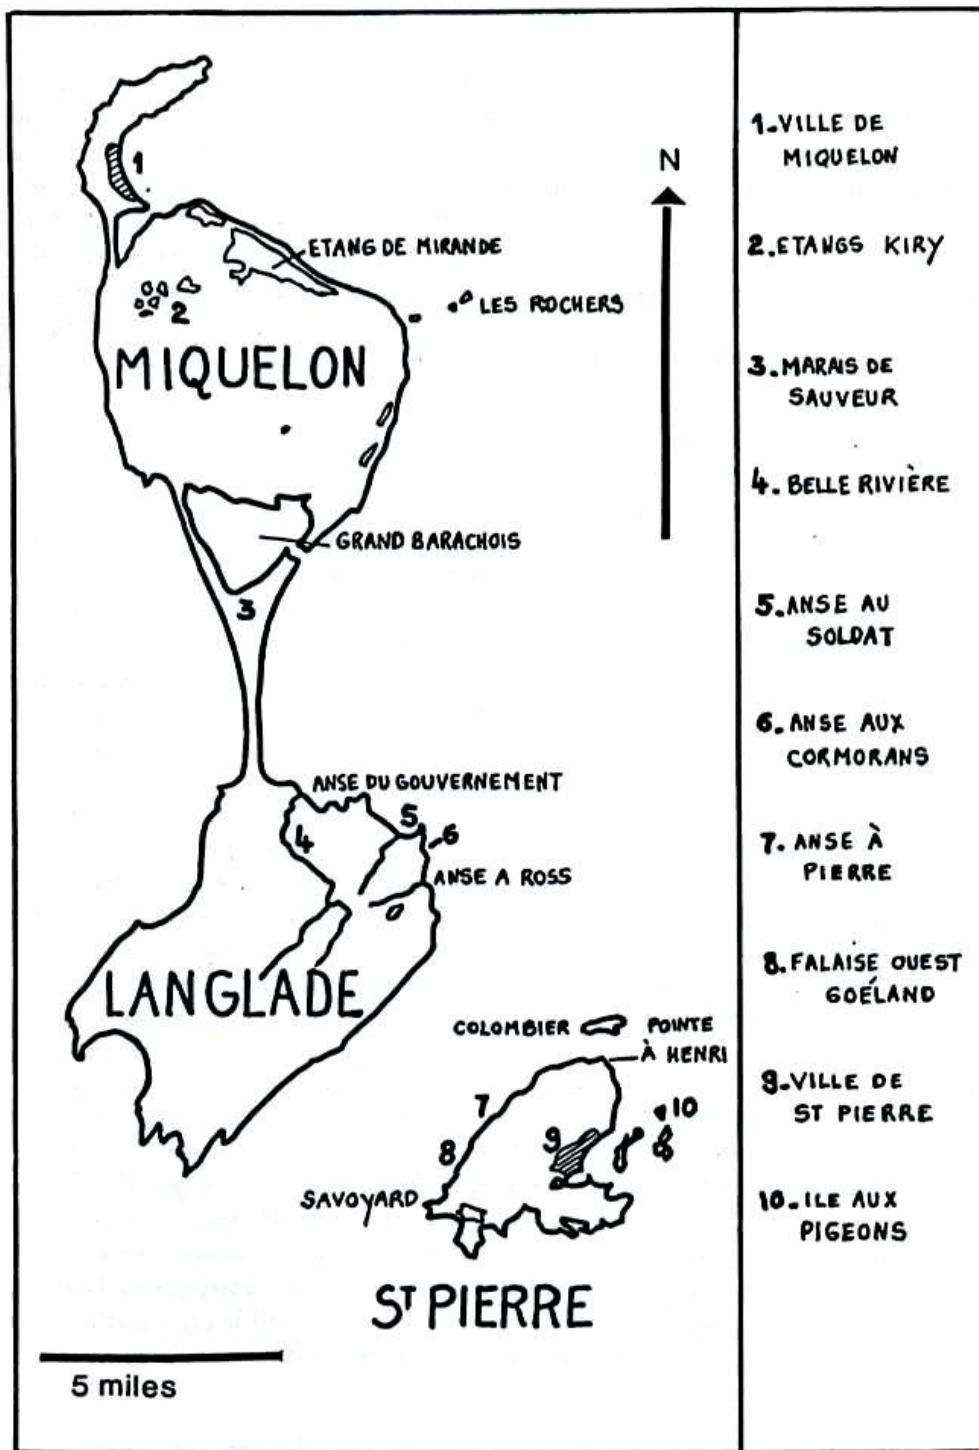 1
N
ETANG DE MIRANDE
LES ROCHERS
2
MIQUELON
GRAND BARACHOIS
3
ANSE DU GOUVERNEMENT
5
4
6
ANSE A ROSS
LANGLADE
COLOMBIER
POINTE
À HENRI
7
10
9
8
SAVOYARD
ST PIERRE
5 miles
1. VILLE DE
MIQUELON
2. ETANGS KIRY
3. MARAIS DE
SAUVEUR
4. BELLE RIVIÈRE
5. ANSE AU
SOLDAT
6. ANSE AUX
CORMORANS
7. ANSE À
PIERRE
8. FALAISE OUEST
GOÉLAND
9. VILLE DE
ST PIERRE
10. ILE AUX
PIGEONS